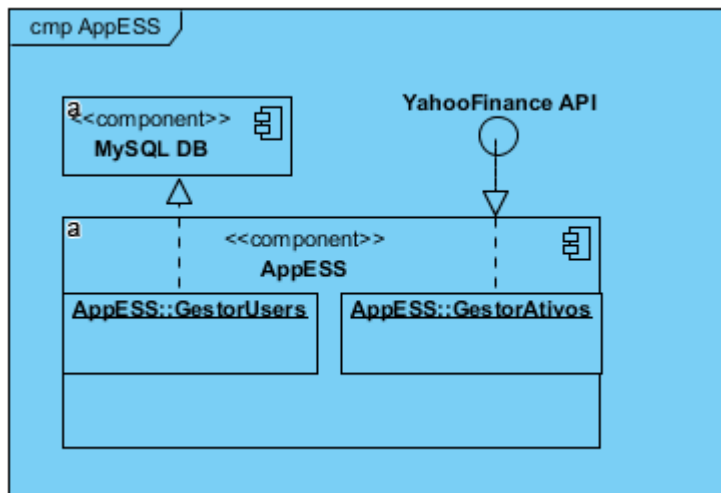 cmp AppESS
a
<<component>>
MySQL DB
YahooFinance API
a
<<component>>
AppESS
AppESS::GestorUsers
AppESS::GestorAtivos